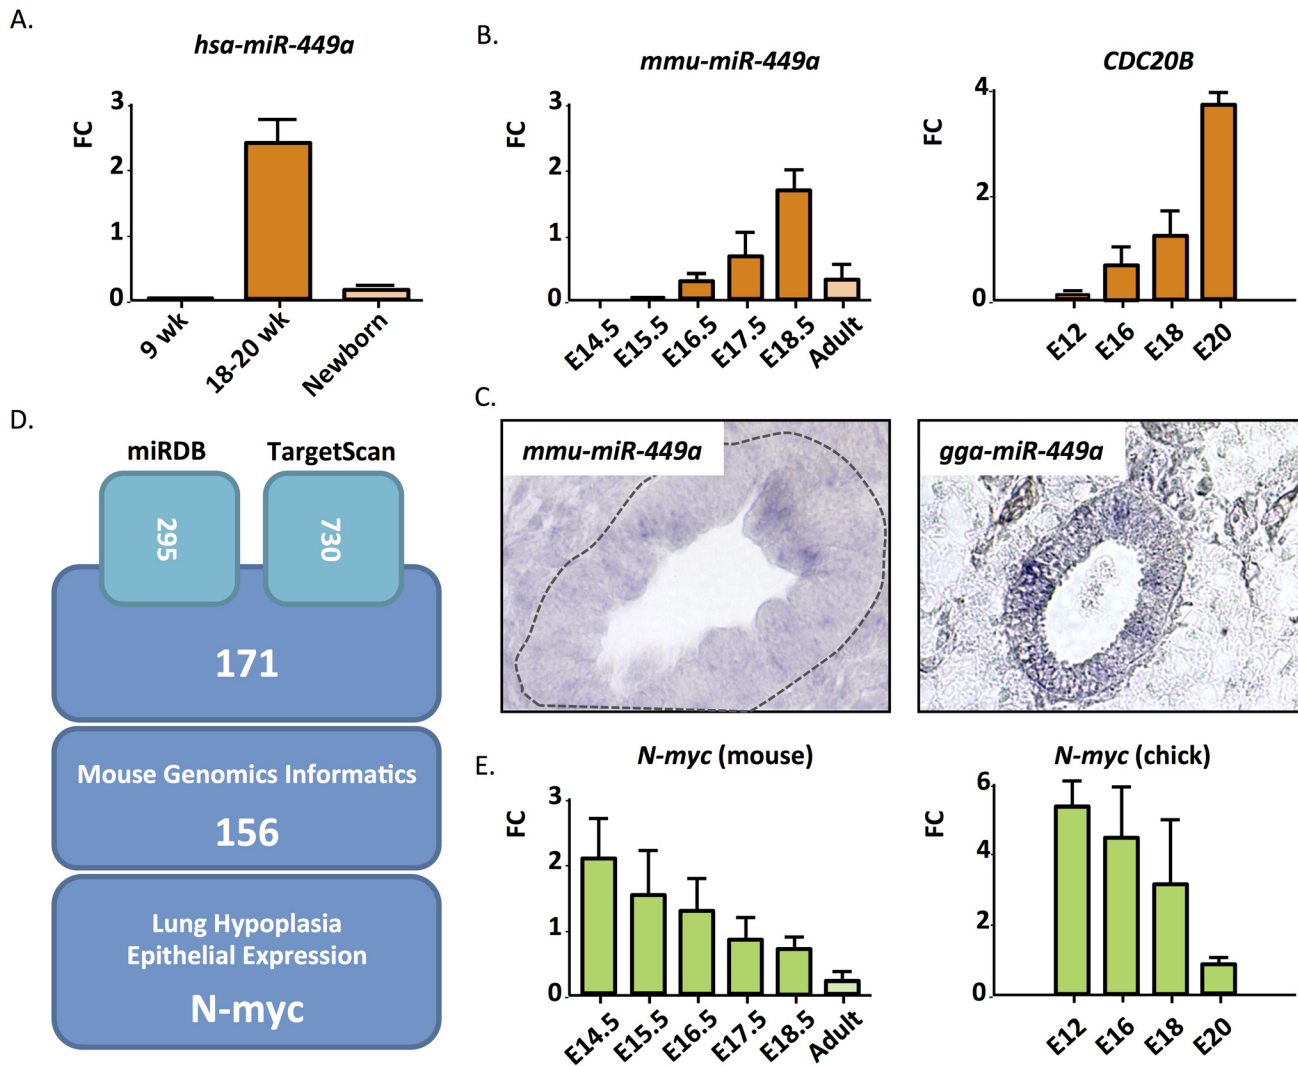 A.
hsa-miR-449a
FC
3
2
1
0
9 wk
18-20 wk
Newborn
B.
mmu-miR-449a
FC
3
2
1
0
E14.5
E15.5
E16.5
E17.5
E18.5
Adult
CDC20B
FC
4
2
0
E12
E16
E18
E20
C.
mmu-miR-449a
gga-miR-449a
D.
miRDB
TargetScan
295
730
171
Mouse Genomics Informatics
156
Lung Hypoplasia
Epithelial Expression
N-myc
E.
N-myc (mouse)
FC
3
2
1
0
E14.5
E15.5
E16.5
E17.5
E18.5
Adult
N-myc (chick)
FC
6
4
2
0
E12
E16
E18
E20